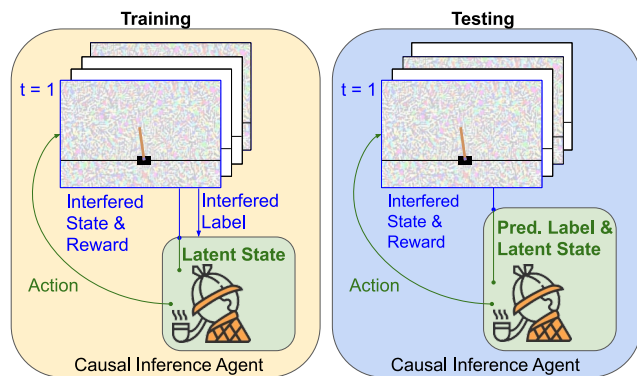 Training
t = 1
Interfered
State &
Reward
Interfered
Label
Latent State
Action
Causal Inference Agent
Testing
t = 1
Interfered
State &
Reward
Pred. Label &
Latent State
Action
Causal Inference Agent